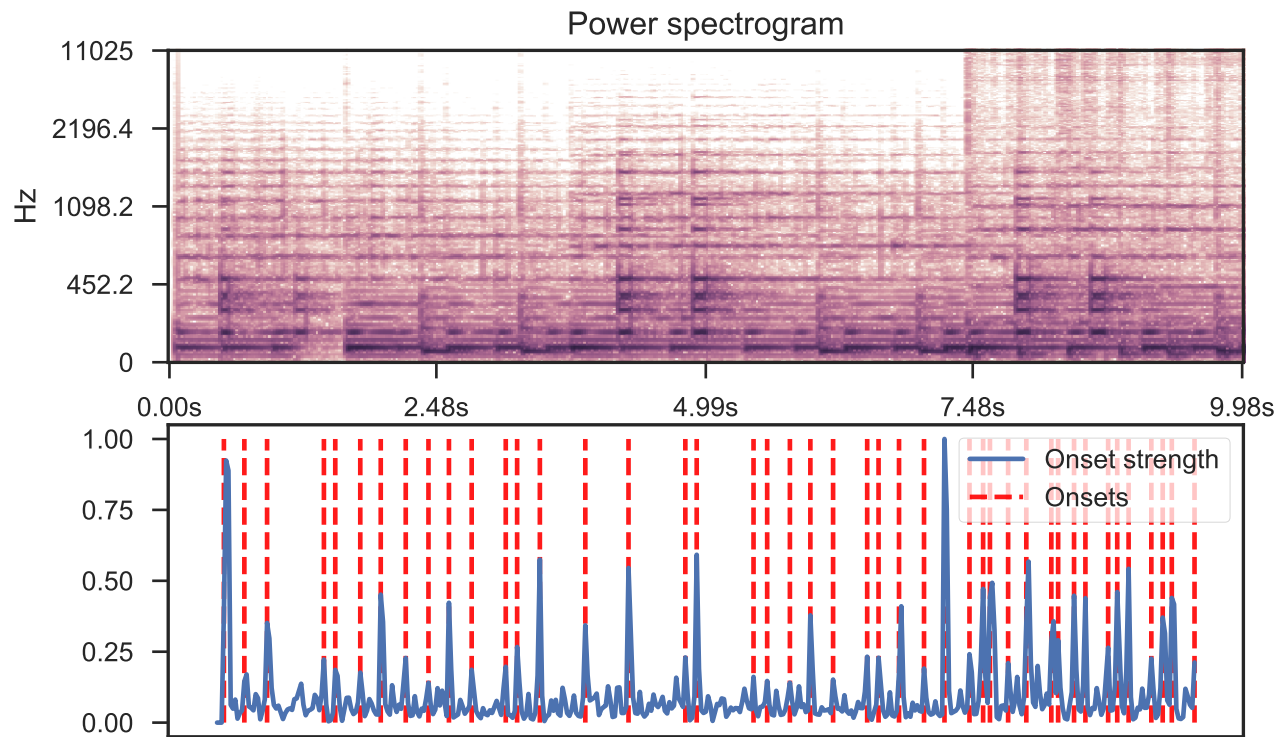 Power spectrogram
11025
2196.4
1098.2
452.2
0
Hz
0.00s 2.48s 4.99s 7.48s 9.98s
1.00
0.75
0.50
0.25
0.00
Onset strength
Onsets